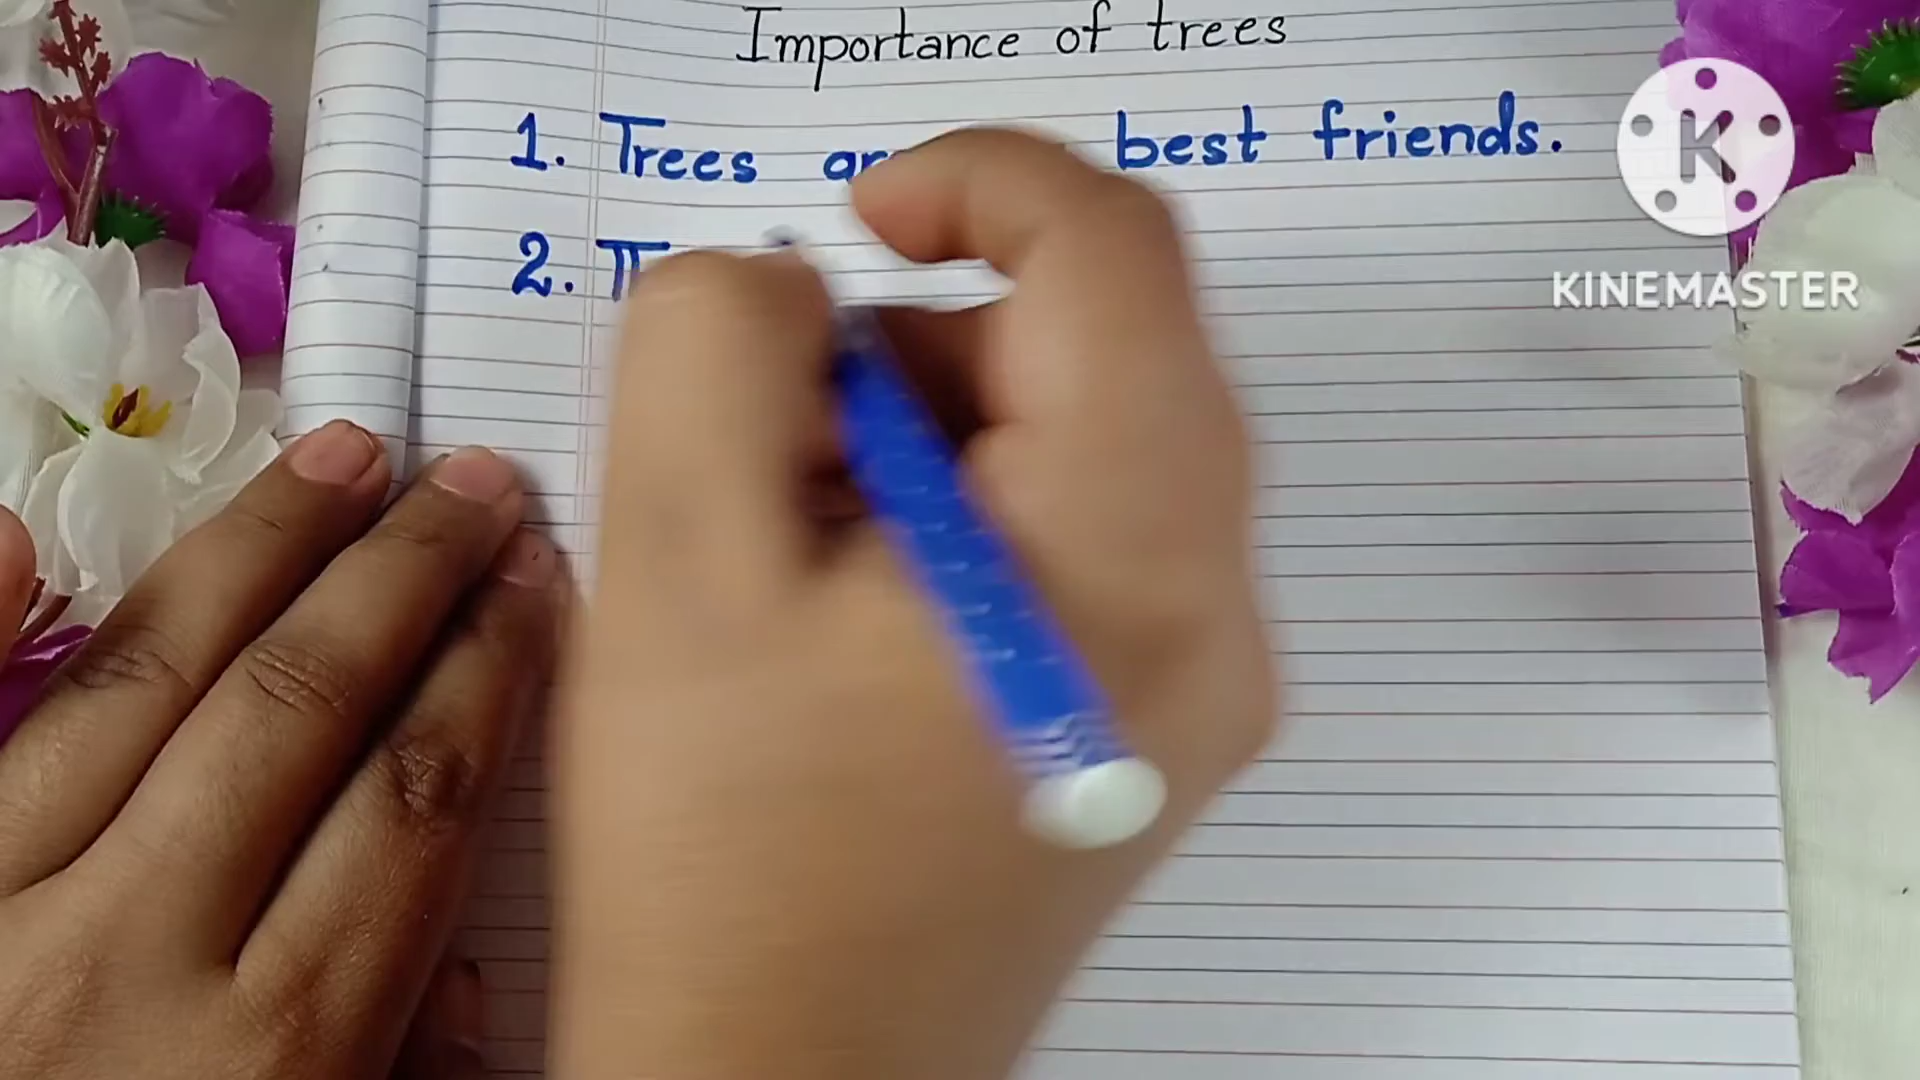 Importance of trees
1. Trees best friends.
K
KINEMASTER
2.